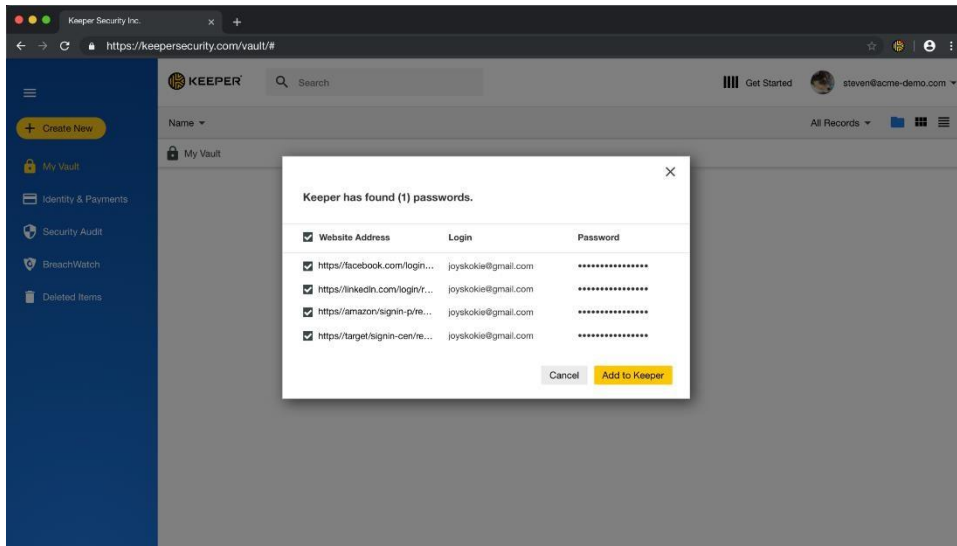 Keeper Security Inc.
https://keepersecurity.com/vault/#
KEEPER
Search
Get Started
steven@acme-demo.com
Create New
My Vault
Identity & Payments
Security Audit
BreachWatch
Deleted Items
Name
All Records
My Vault
Keeper has found (1) passwords.
Website Address Login Password
https//facebook.com/login... joyskokie@gmail.com ••••••••••••••••
https//linkedin.com/login/r... joyskokie@gmail.com ••••••••••••••••
https//amazon/signin-p/re... joyskokie@gmail.com ••••••••••••••••
https//target/signin-cen/re... joyskokie@gmail.com ••••••••••••••••
Cancel Add to Keeper